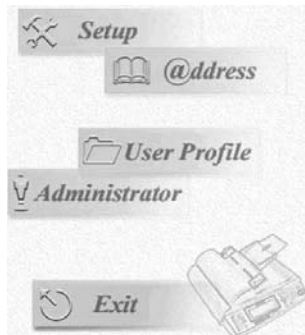 Setup
@ddress
User Profile
Administrator
Exit